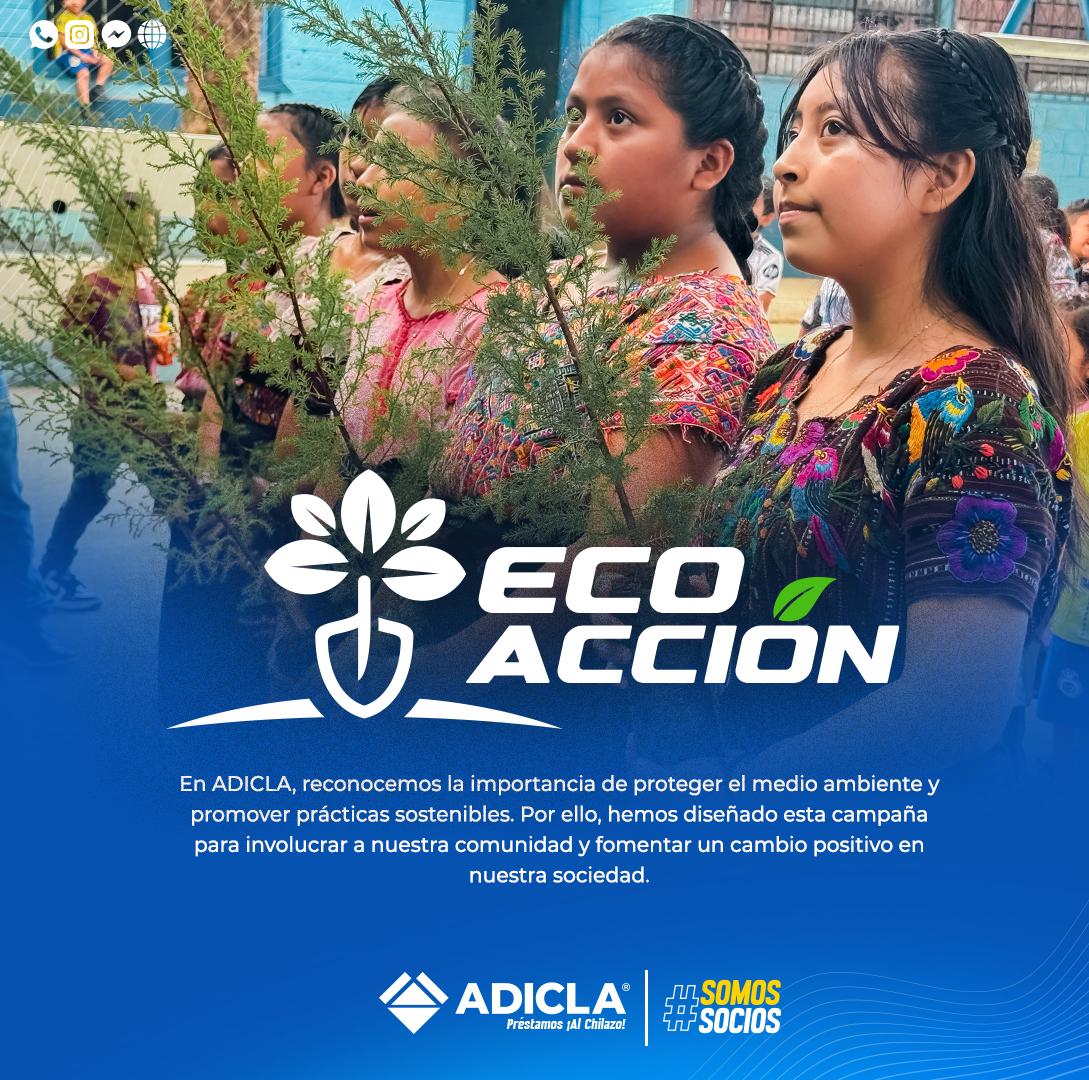 ECO
ACCIÓN
En ADICLA, reconocemos la importancia de proteger el medio ambiente y
promover prácticas sostenibles. Por ello, hemos diseñado esta campaña
para involucrar a nuestra comunidad y fomentar un cambio positivo en
nuestra sociedad.
ADICLA®
Préstamos ¡Al Chilazo!
#SOMOS
SOCIOS